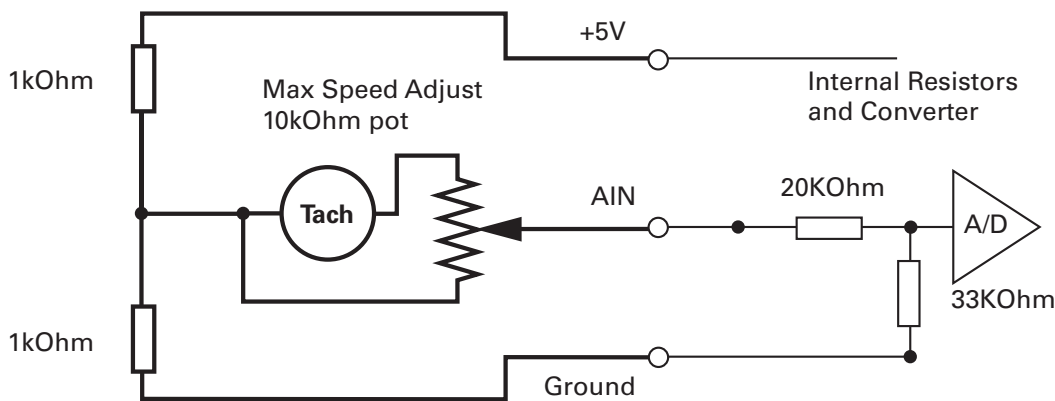 +5V
1kOhm
Max Speed Adjust
10kOhm pot
Internal Resistors
and Converter
Tach
AIN
20KOhm
A/D
33KOhm
1kOhm
Ground